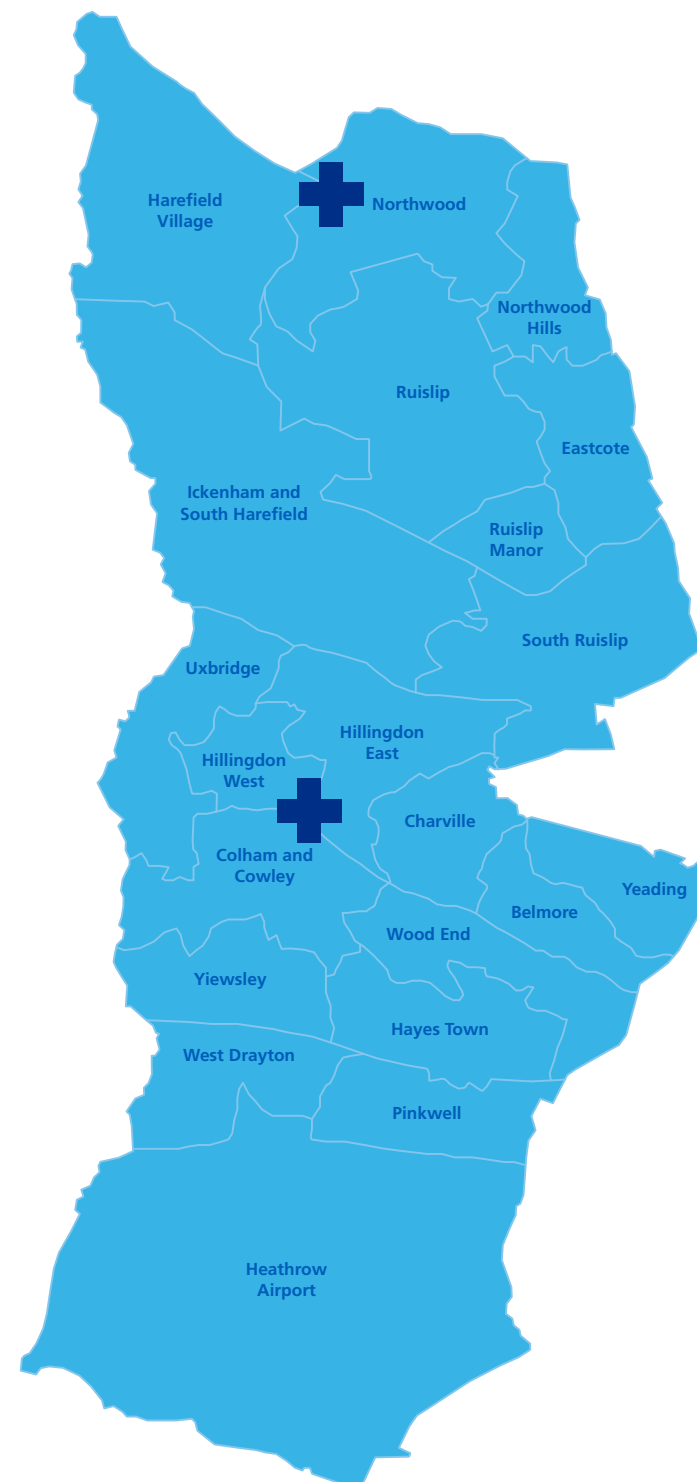 Harefield
Village
Northwood
Northwood
Hills
Ruislip
Eastcote
Ickenham and
South Harefield
Ruislip
Manor
South Ruislip
Uxbridge
Hillingdon
East
Hillingdon
West
Charville
Colham and
Cowley
Yeading
Belmore
Wood End
Yiewsley
Hayes Town
West Drayton
Pinkwell
Heathrow
Airport